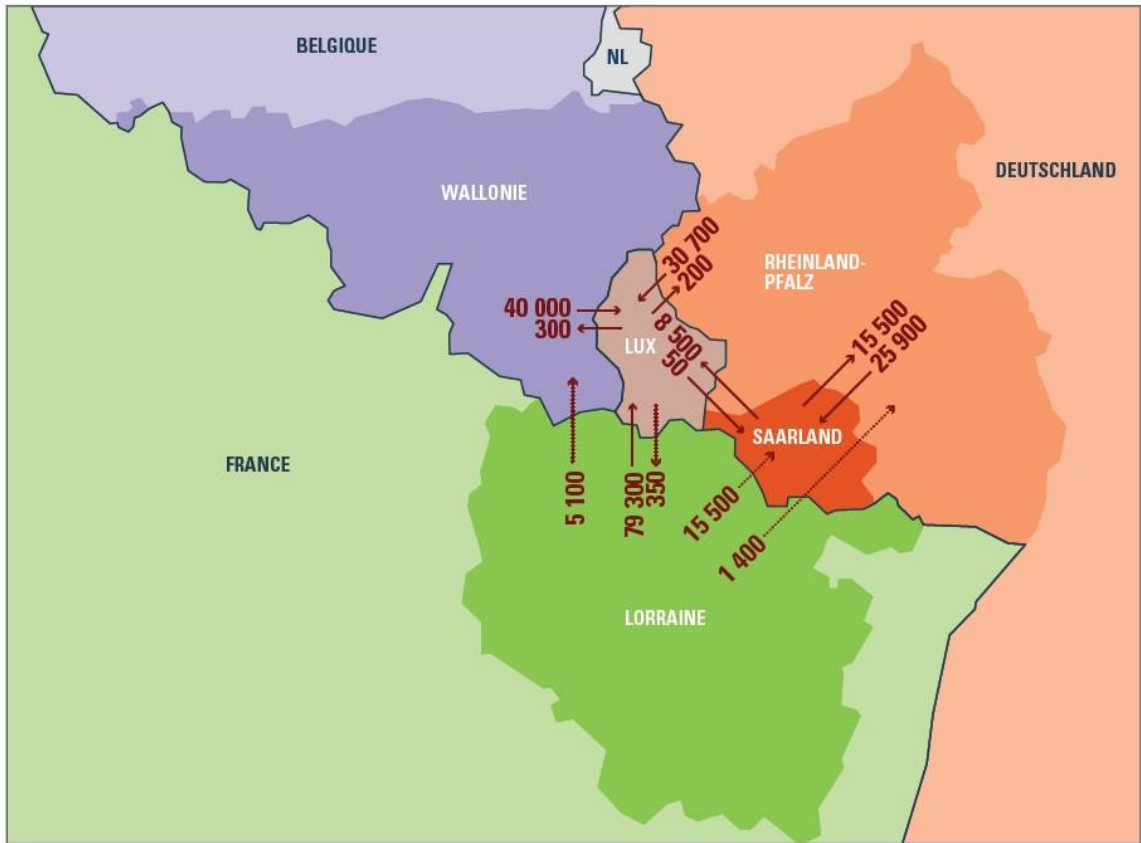 BELGIQUE
NL
DEUTSCHLAND
WALLONIE
30 700
200
RHEINLAND-
PFALZ
40 000
300
8 500
50
LUX
15 500
25 900
SAARLAND
FRANCE
5 100
79 300
350
15 500
1 400
LORRAINE